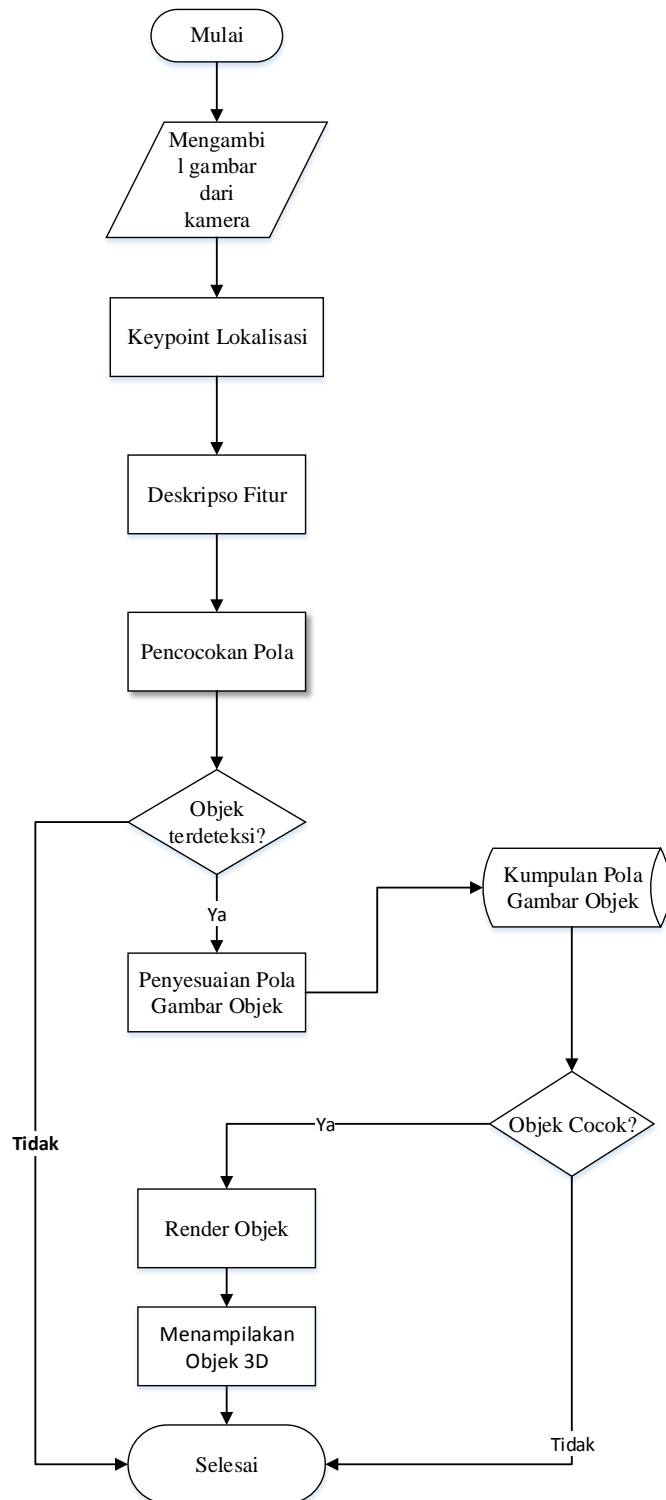 Mulai
Mengambi
l gambar
dari
kamera
Keypoint Lokalisasi
Deskripso Fitur
Pencocokan Pola
Objek
terdeteksi?
Ya
Penyesuaian Pola
Gambar Objek
Kumpulan Pola
Gambar Objek
Objek Cocok?
Ya
Tidak
Render Objek
Menampilakan
Objek 3D
Tidak
Selesai